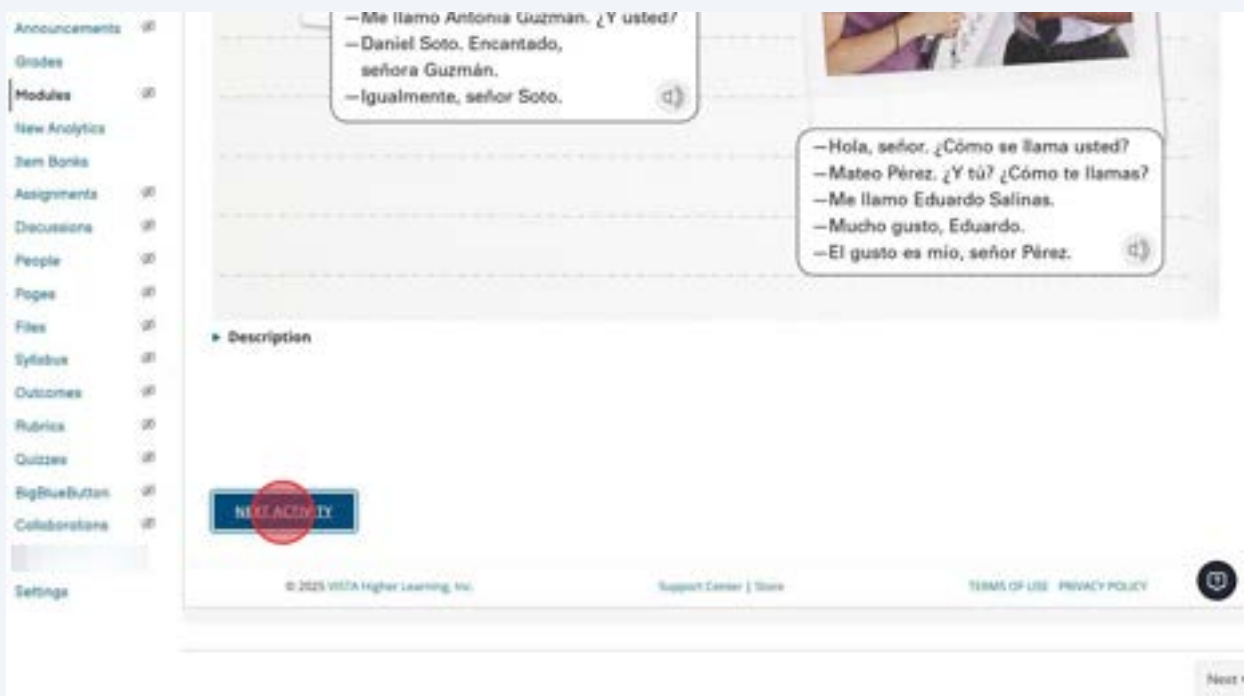 Announcements
Grades
Modules
New Analytics
Item Banks
Assignments
Discussions
People
Pages
Files
Syllabus
Outcomes
Rubrics
Quizzes
BigBlueButton
Collaborations
Settings
—Me llamo Antonia Guzmán. ¿Y usted?
—Daniel Soto. Encantado,
señora Guzmán.
—Igualmente, señor Soto.
—Hola, señor. ¿Cómo se llama usted?
—Mateo Pérez. ¿Y tú? ¿Cómo te llamas?
—Me llamo Eduardo Salinas.
—Mucho gusto, Eduardo.
—El gusto es mío, señor Pérez.
▸ Description
NEXT ACTIVITY
© 2025 VISTA Higher Learning, Inc.
Support Center | Store
TERMS OF USE PRIVACY POLICY
Next